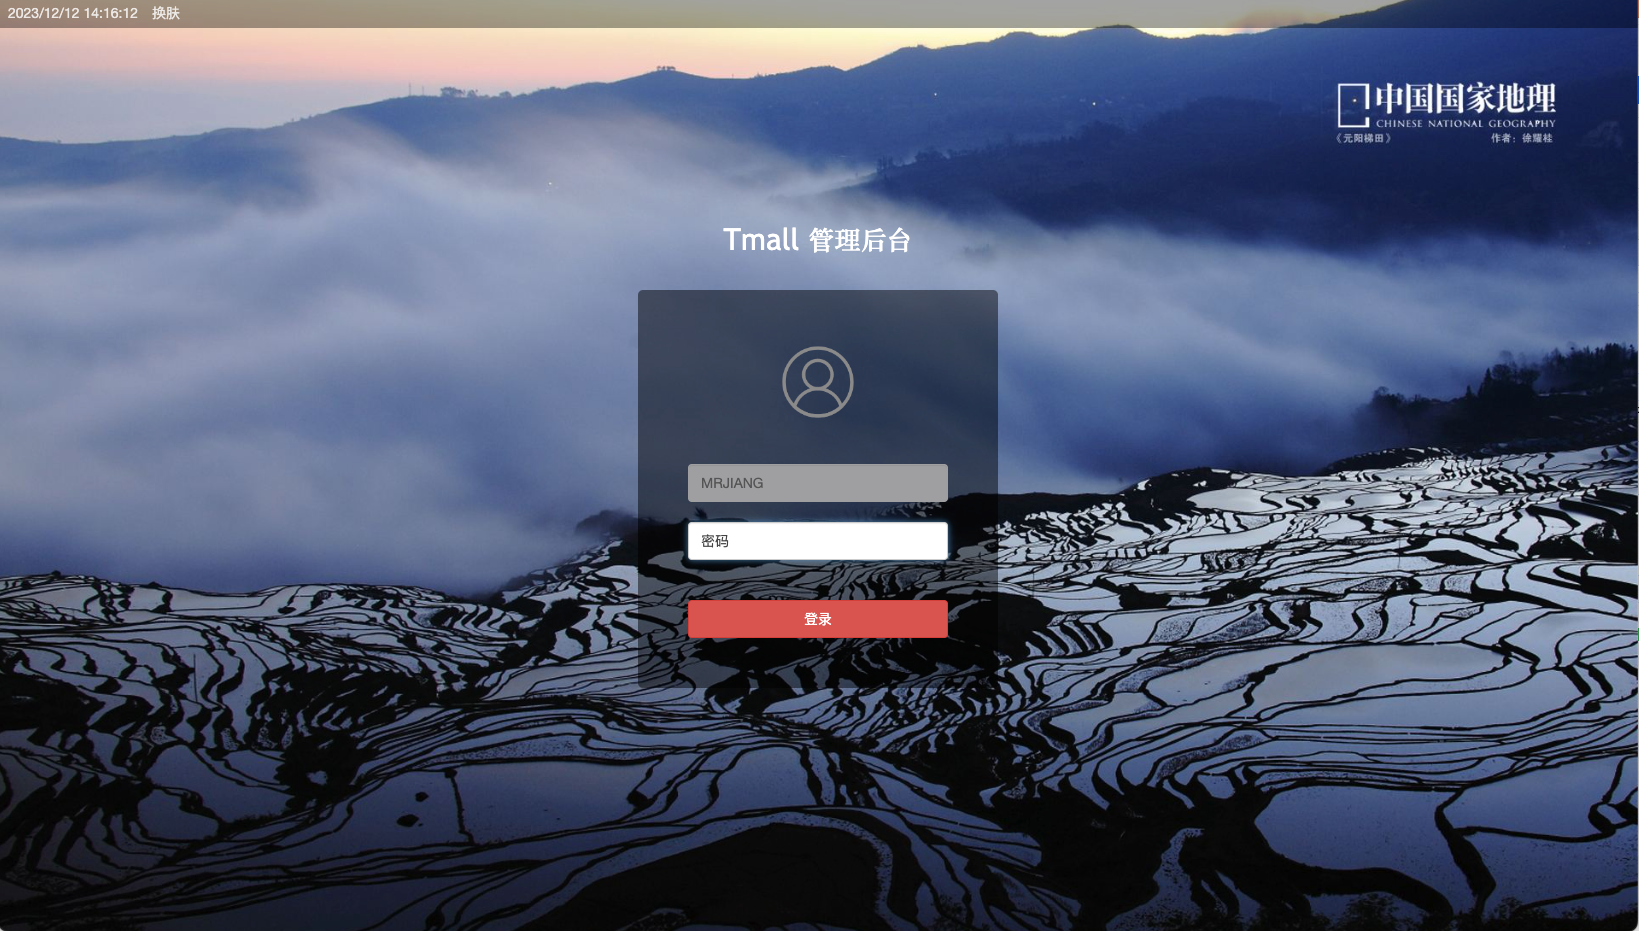 2023/12/12 14:16:12 换肤
中国国家地理
CHINESE NATIONAL GEOGRAPHY
《元阳梯田》 作者：徐耀桂
Tmall 管理后台
MRJIANG
密码
登录